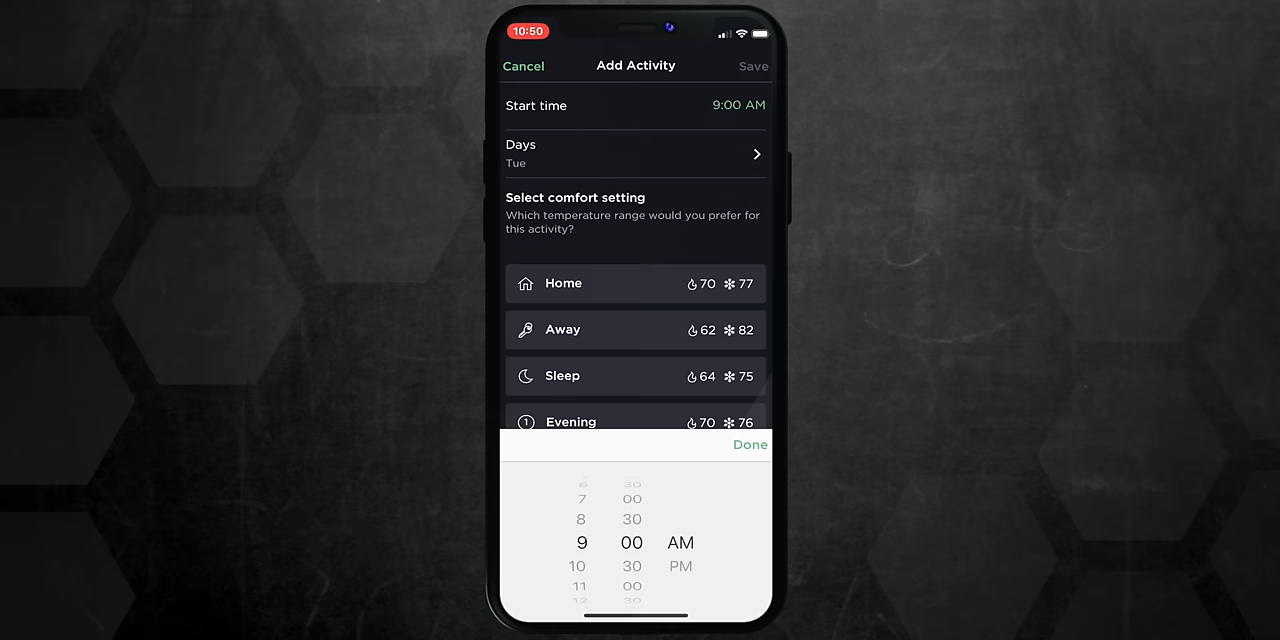 10:50
Cancel Add Activity Save
Start time 9:00 AM
Days
Tue
Select comfort setting
Which temperature range would you prefer for
this activity?
Home 70 77
Away 62 82
Sleep 64 75
1 Evening 70 76
Done
6 30
7 00
8 30
9 00 AM
10 30 PM
11 00
12 30